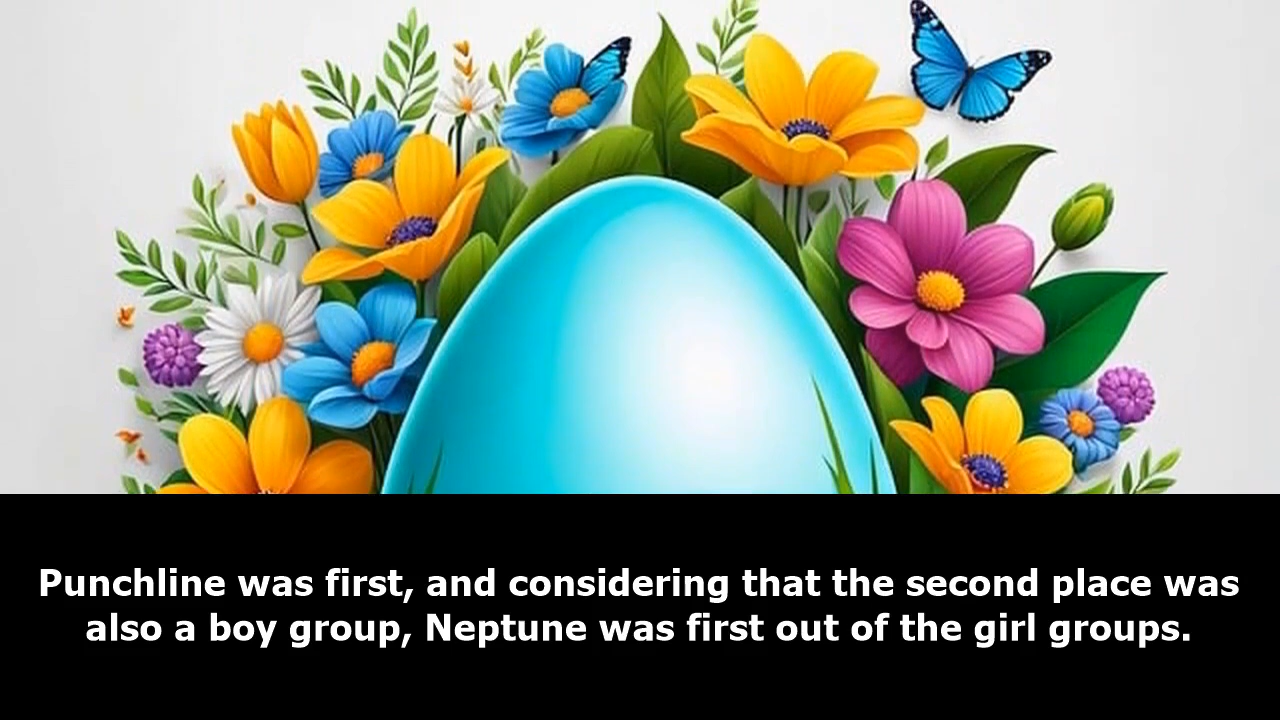 Punchline was first, and considering that the second place was
also a boy group, Neptune was first out of the girl groups.